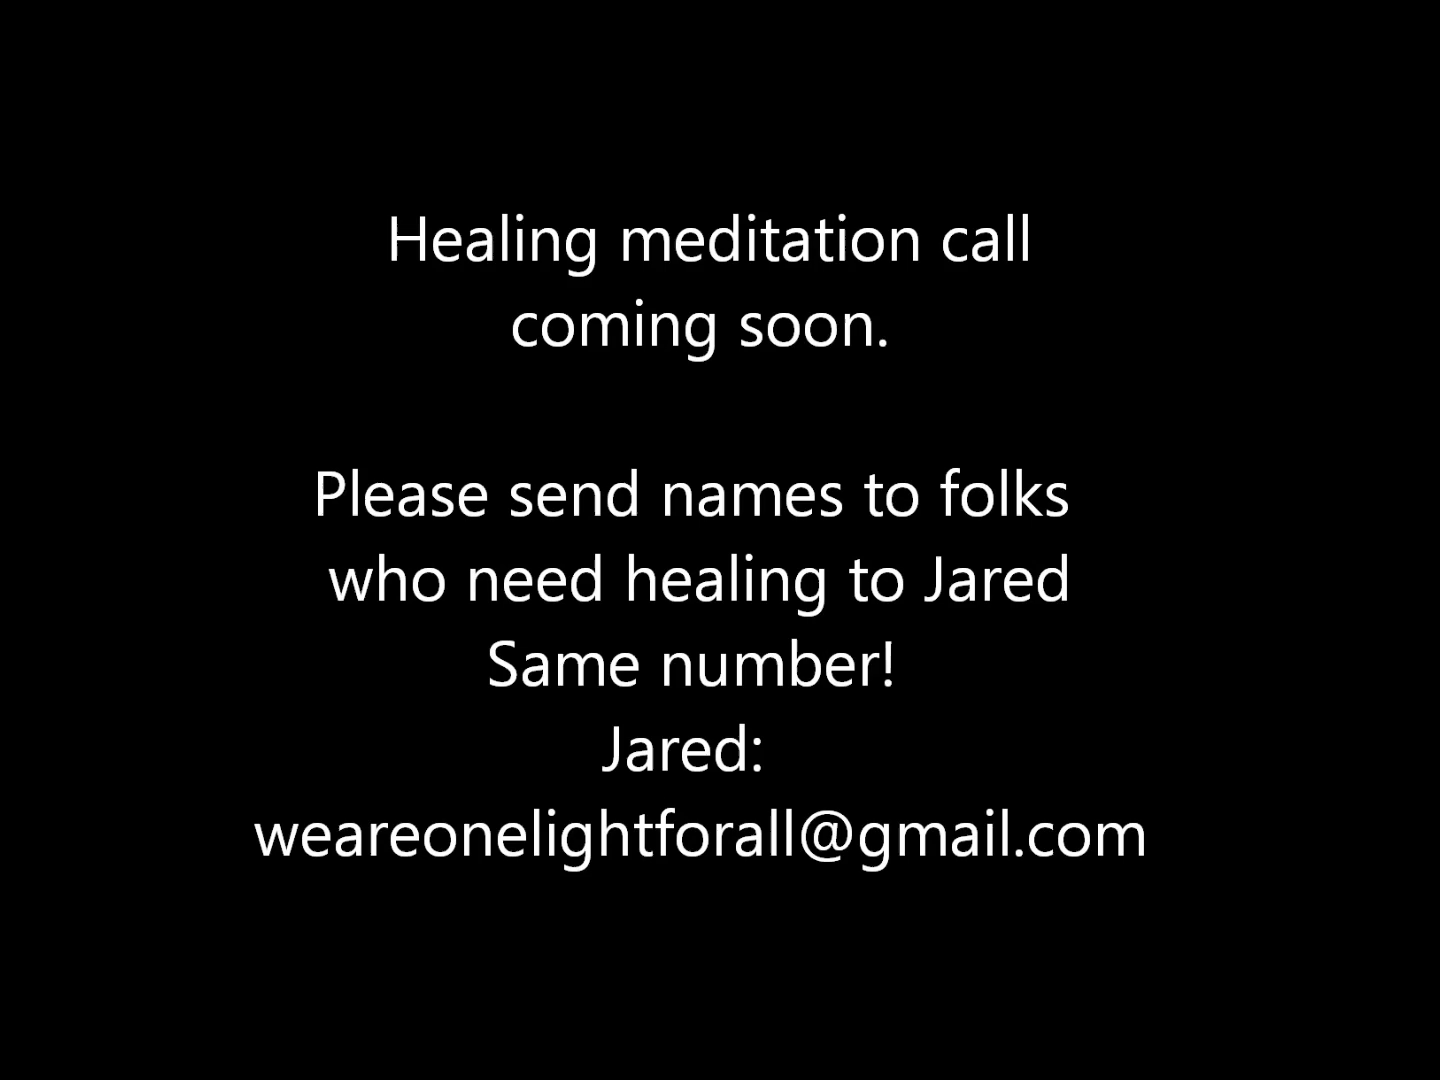 Healing meditation call
coming soon.
Please send names to folks
who need healing to Jared
Same number!
Jared:
weareonelightforall@gmail.com